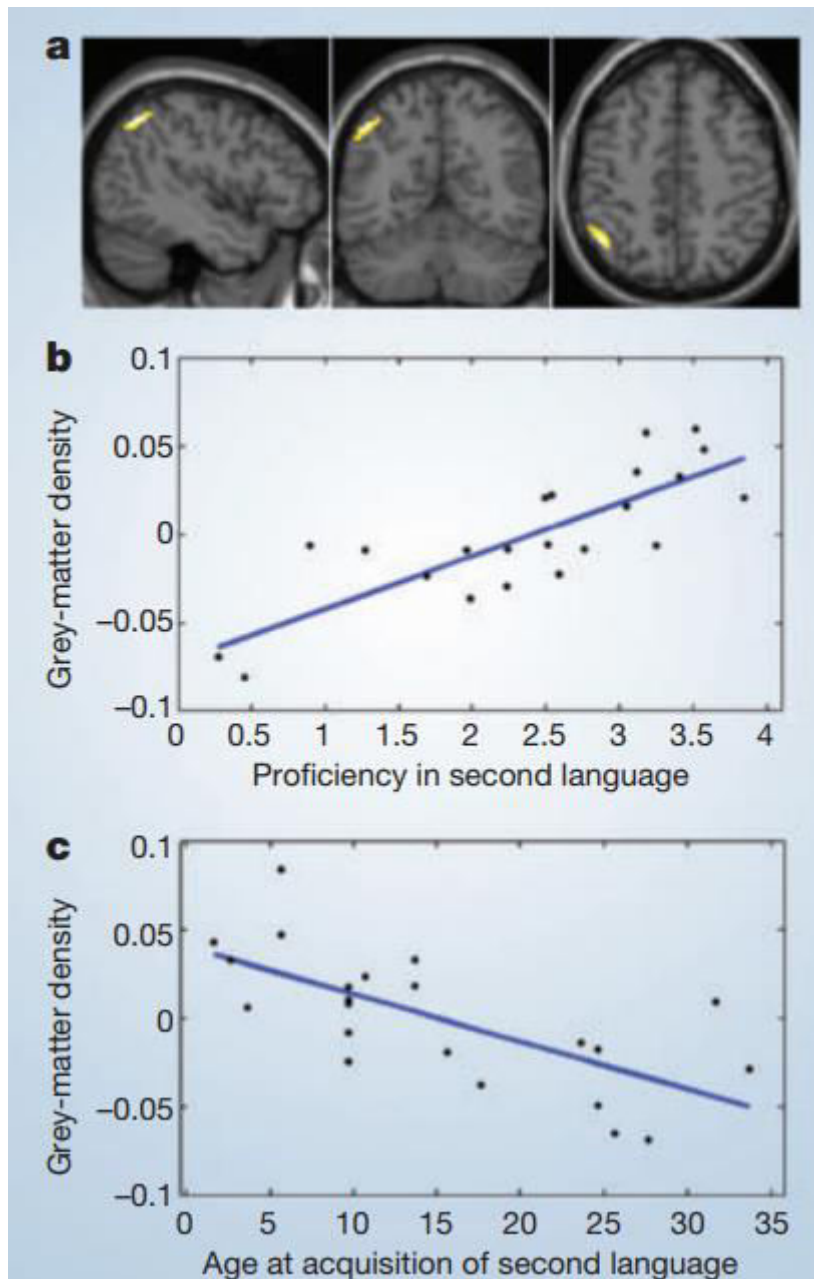 a
b
0.1
0.05
0
−0.05
−0.1
Grey-matter density
0 0.5 1 1.5 2 2.5 3 3.5 4
Proficiency in second language
c
0.1
0.05
0
−0.05
−0.1
Grey-matter density
0 5 10 15 20 25 30 35
Age at acquisition of second language